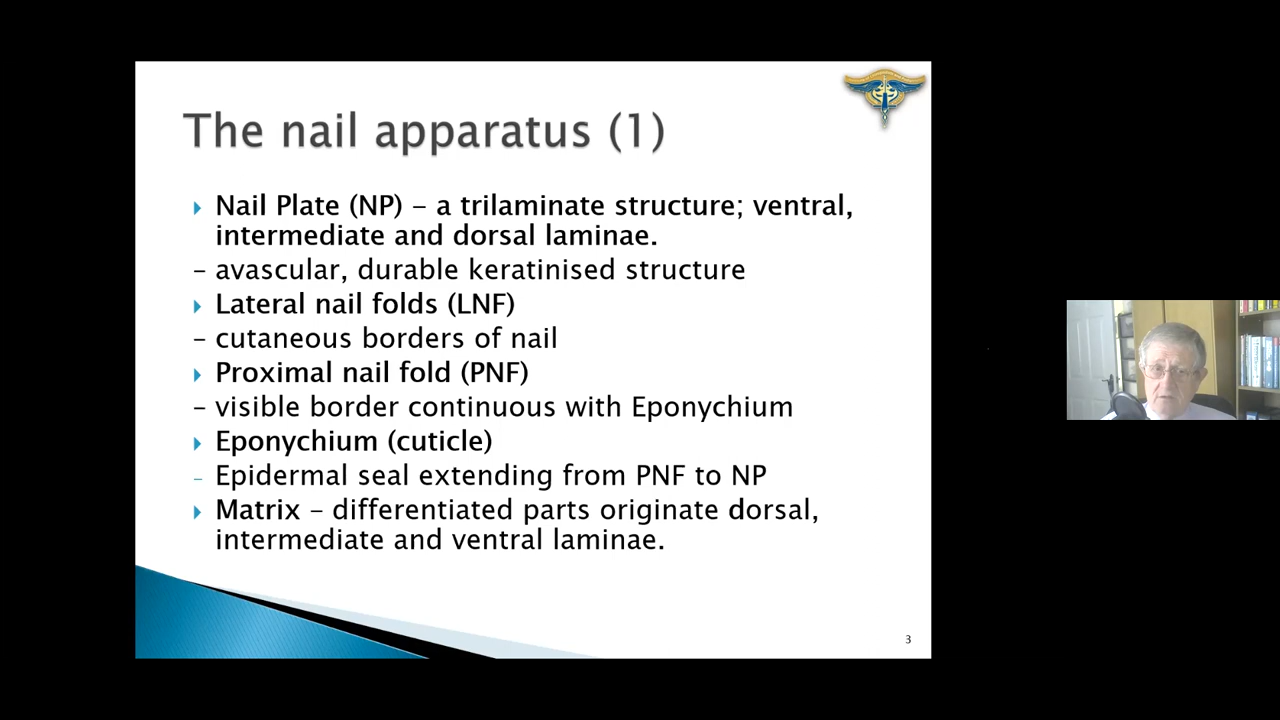 The nail apparatus (1)
Nail Plate (NP) – a trilaminate structure; ventral,
intermediate and dorsal laminae.
– avascular, durable keratinised structure
Lateral nail folds (LNF)
– cutaneous borders of nail
Proximal nail fold (PNF)
– visible border continuous with Eponychium
Eponychium (cuticle)
– Epidermal seal extending from PNF to NP
Matrix – differentiated parts originate dorsal,
intermediate and ventral laminae.
3